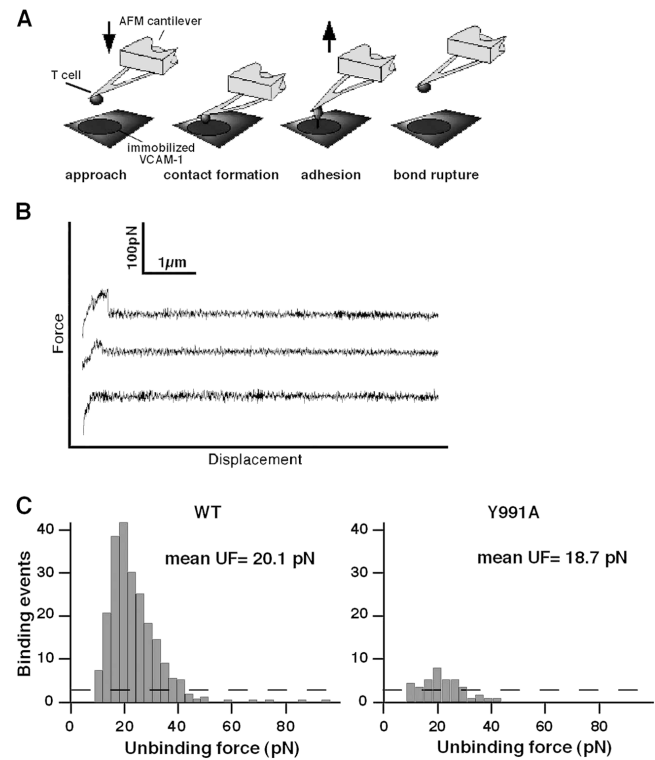 A
AFM cantilever
T cell
immobilized
VCAM-1
approach contact formation adhesion bond rupture
B
100pN
1µm
Force
Displacement
C
WT
mean UF= 20.1 pN
Binding events
40
30
20
10
0
0 20 40 60 80
Unbinding force (pN)
Y991A
mean UF= 18.7 pN
40
30
20
10
0
0 20 40 60 80
Unbinding force (pN)